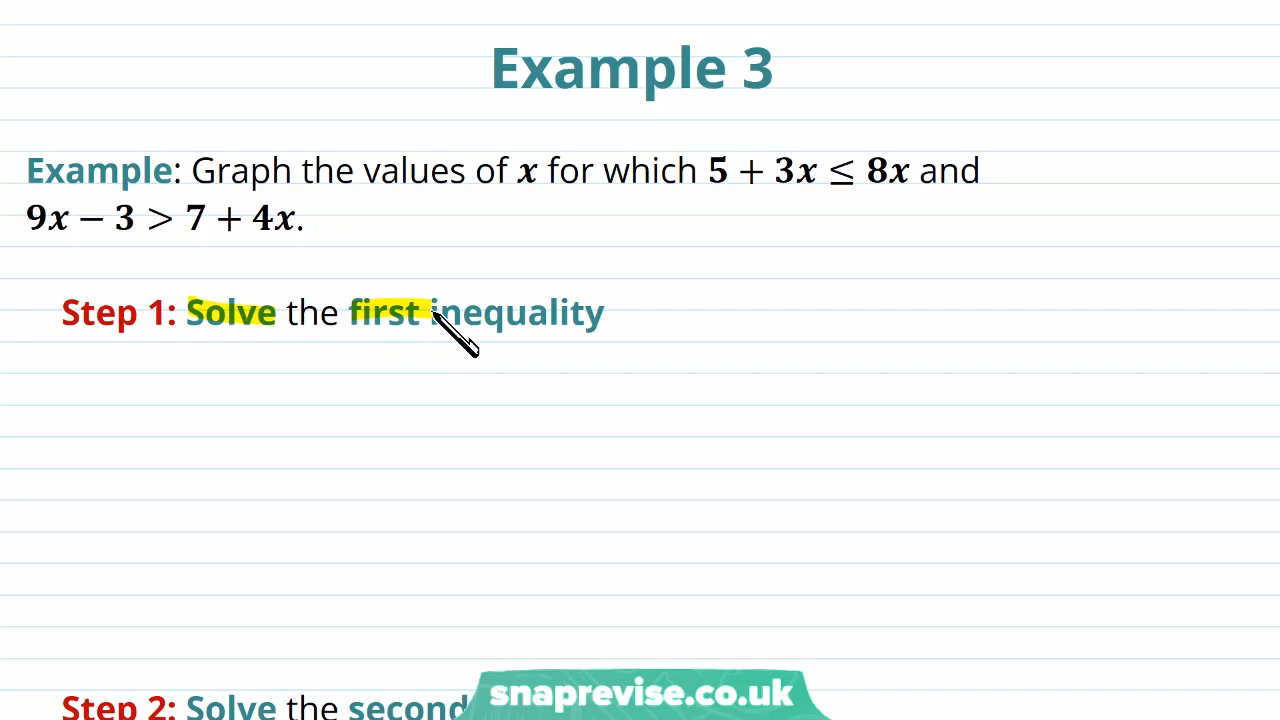 Example 3
Example: Graph the values of x for which 5 + 3x ≤ 8x and
9x − 3 > 7 + 4x.
Step 1: Solve the first inequality
Step 2: Solve the second
snaprevise.co.uk